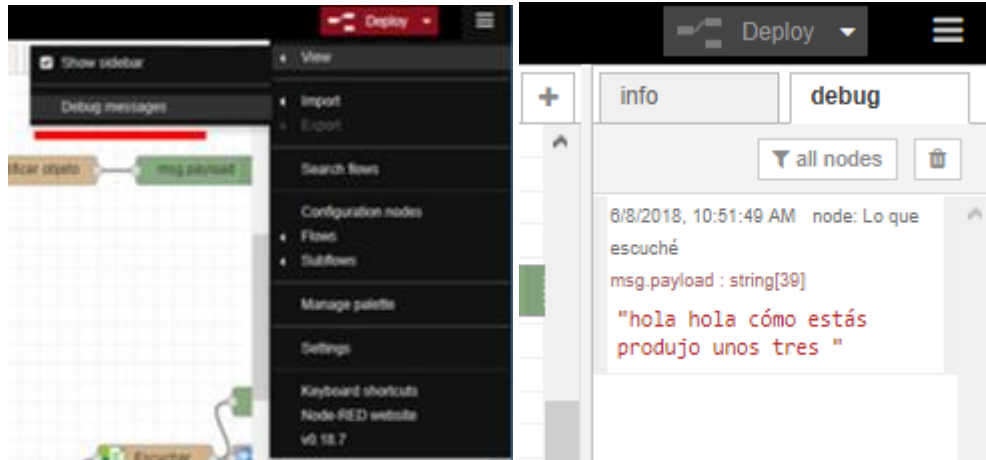 Deploy
Show sidebar
Debug messages
View
Import
Export
Search flows
Configuration nodes
Flows
Subflows
Manage palette
Settings
Keyboard shortcuts
Node-RED website
v0.18.7
ficar objeto
msg.payload
Escuchar
Deploy
info
debug
all nodes
6/8/2018, 10:51:49 AM node: Lo que
escuché
msg.payload : string[39]
"hola hola cómo estás
produjo unos tres "